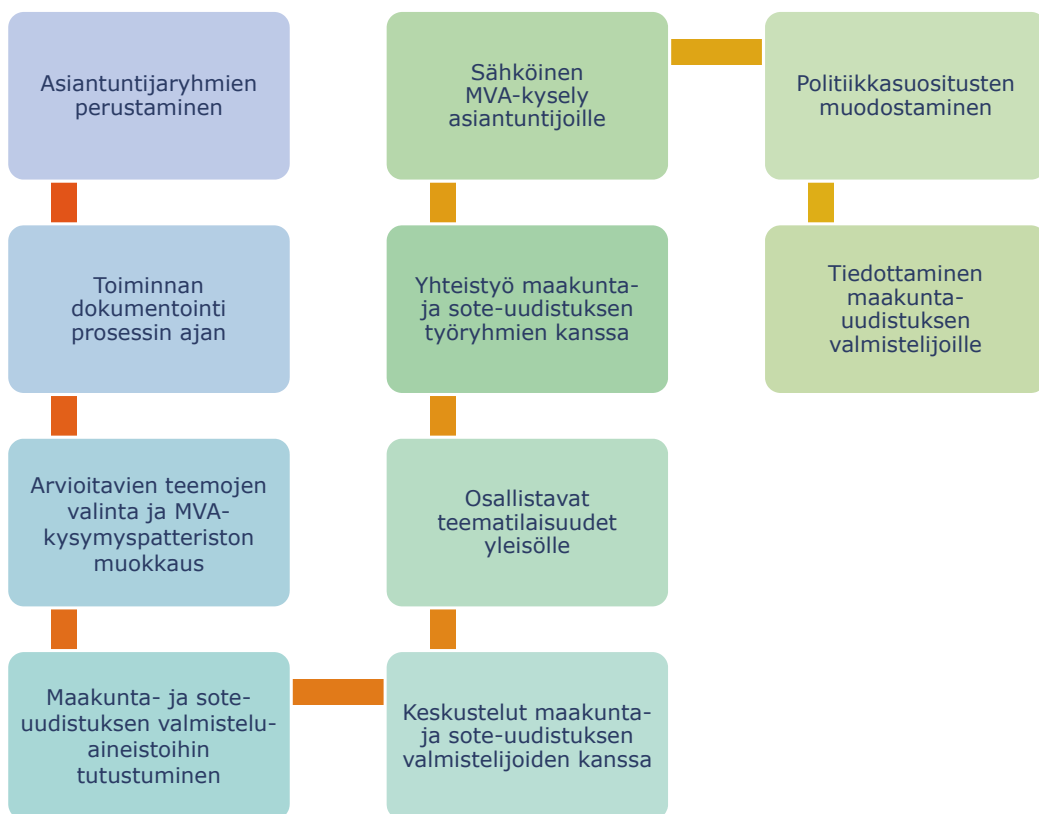 Asiantuntijaryhmien
perustaminen
Toiminnan
dokumentointi
prosessin ajan
Arvioitavien teemojen
valinta ja MVA-
kysymyspatteriston
muokkaus
Maakunta- ja sote-
uudistuksen valmistelu-
aineistoihin
tutustuminen
Keskustelut maakunta-
ja sote-uudistuksen
valmistelijoiden kanssa
Osallistavat
teematilaisuudet
yleisölle
Yhteistyö maakunta-
ja sote-uudistuksen
työryhmien kanssa
Sähköinen
MVA-kysely
asiantuntijoille
Politiikkasuositusten
muodostaminen
Tiedottaminen
maakunta-
uudistuksen
valmistelijoille